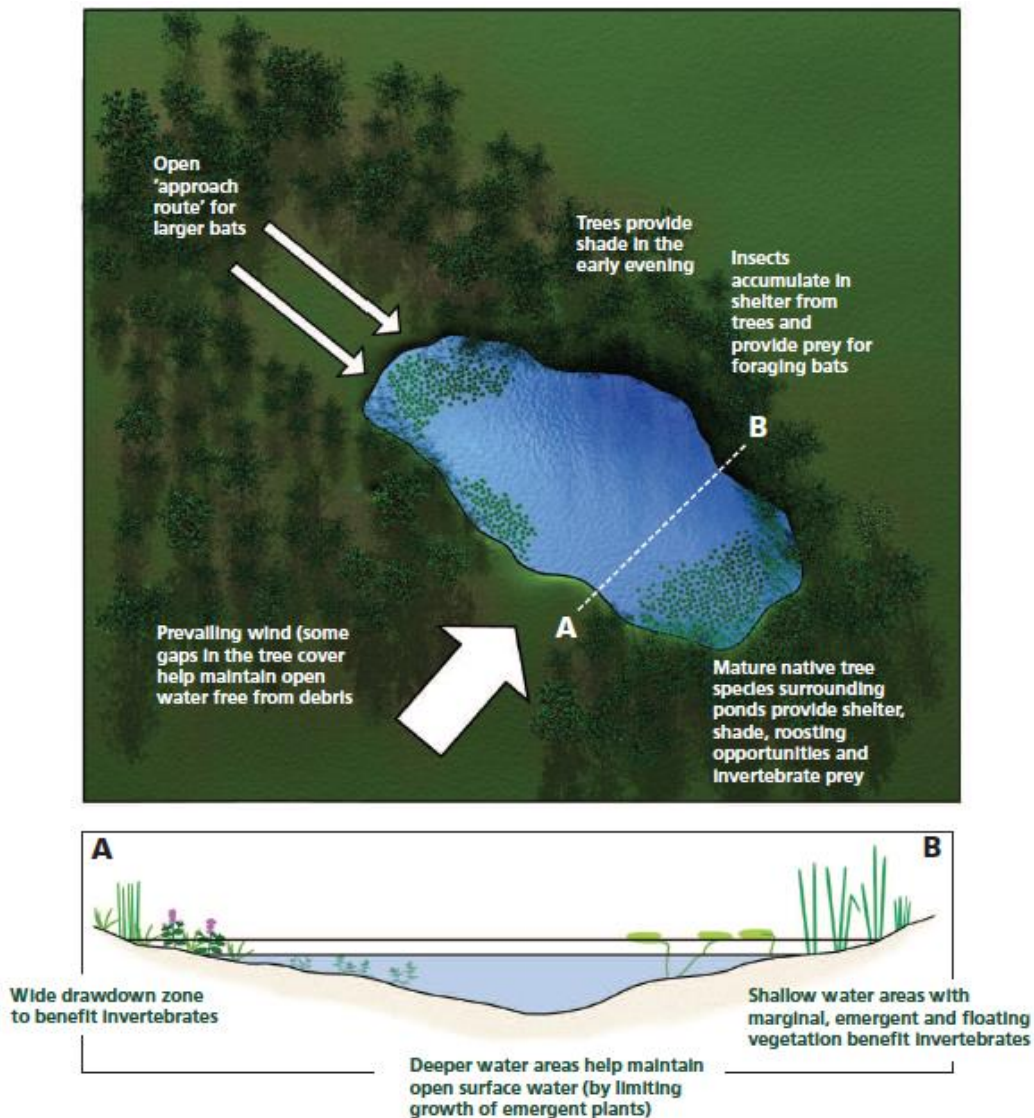 Open
'approach
route' for
larger bats
Trees provide
shade in the
early evening
Insects
accumulate in
shelter from
trees and
provide prey for
foraging bats
B
A
Prevailing wind (some
gaps in the tree cover
help maintain open
water free from debris
Mature native tree
species surrounding
ponds provide shelter,
shade, roosting
opportunities and
invertebrate prey
A
B
Wide drawdown zone
to benefit invertebrates
Shallow water areas with
marginal, emergent and floating
vegetation benefit invertebrates
Deeper water areas help maintain
open surface water (by limiting
growth of emergent plants)